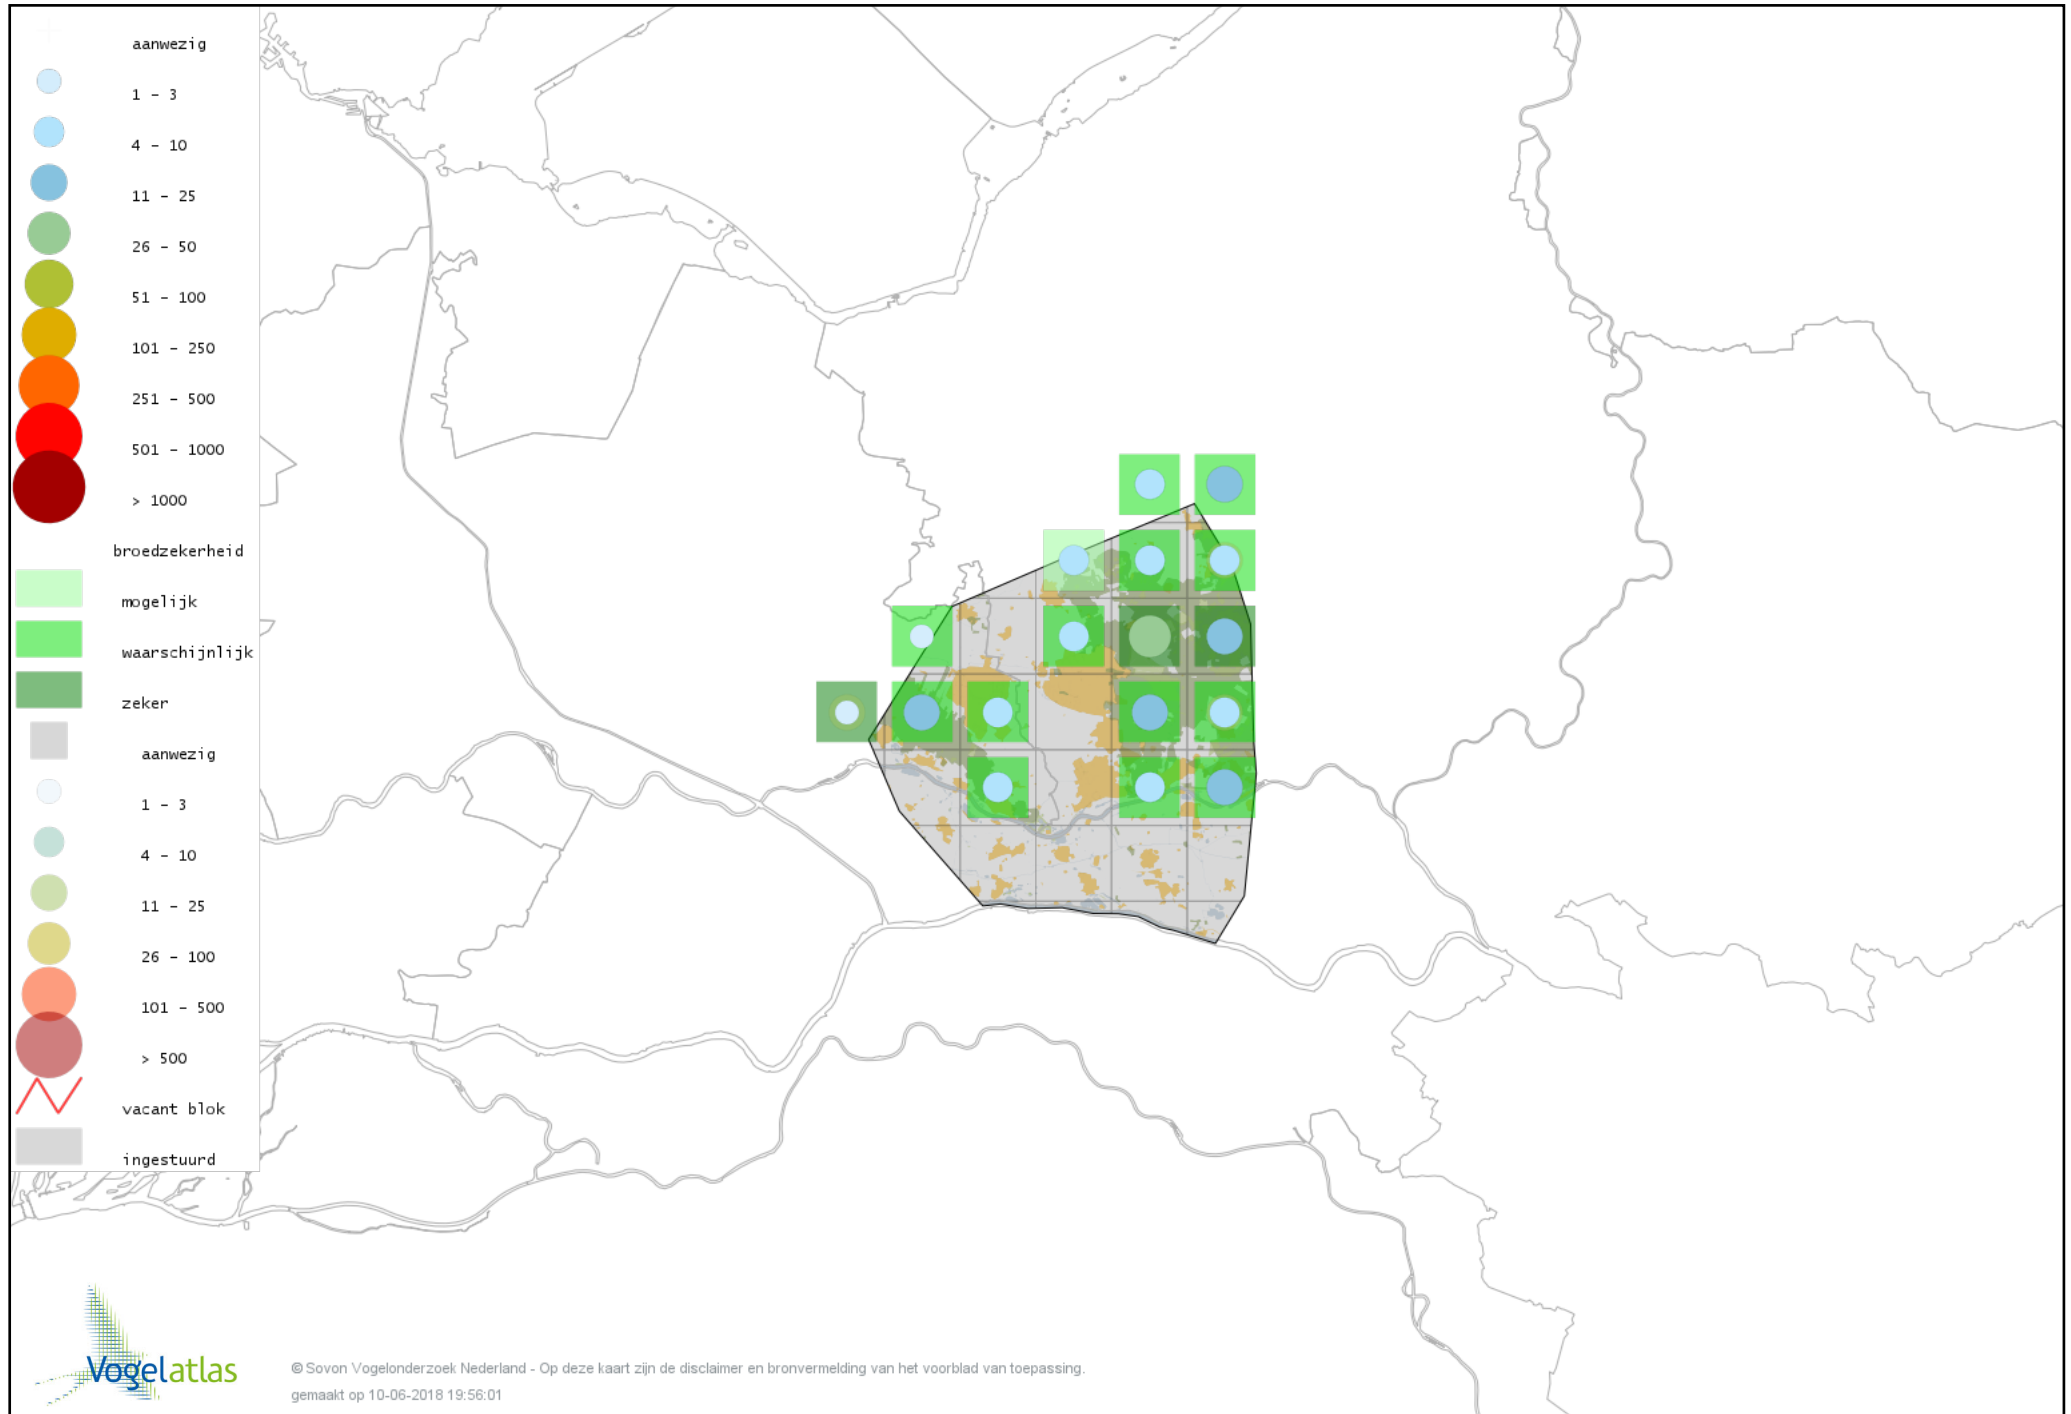 aanwezig
1 - 3
4 - 10
11 - 25
26 - 50
51 - 100
101 - 250
251 - 500
501 - 1000
> 1000
broedzekerheid
mogelijk
waarschijnlijk
zeker
aanwezig
1 - 3
4 - 10
11 - 25
26 - 100
101 - 500
> 500
vacant blok
ingestuurd
Vogelatlas
© Sovon Vogelonderzoek Nederland - Op deze kaart zijn de disclaimer en bronvermelding van het voorblad van toepassing.
gemaakt op 10-06-2018 19:56:01